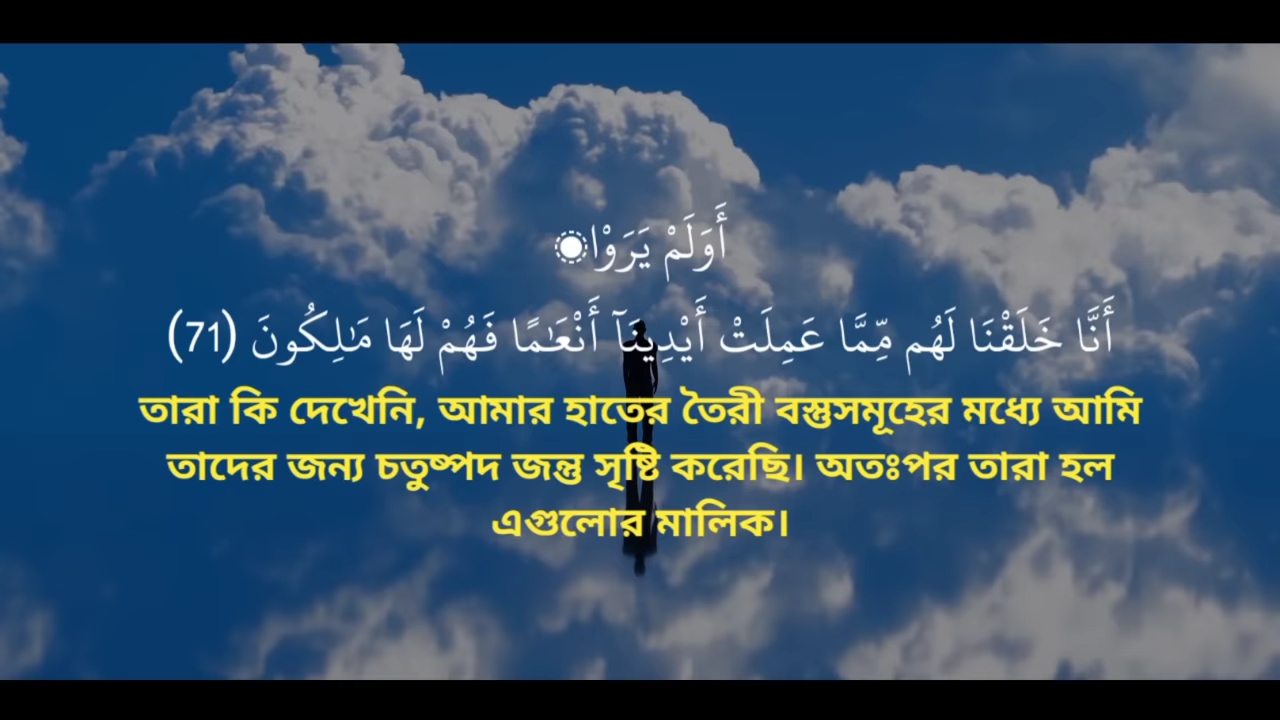 أَوَلَمْ يَرَوْا۟
أَنَّا خَلَقْنَا لَهُم مِّمَّا عَمِلَتْ أَيْدِينَآ أَنْعَـٰمًا فَهُمْ لَهَا مَـٰلِكُونَ (71)
তারা কি দেখেনি, আমার হাতের তৈরী বস্তুসমূহের মধ্যে আমি
তাদের জন্য চতুষ্পদ জন্তু সৃষ্টি করেছি। অতঃপর তারা হল
এগুলোর মালিক।